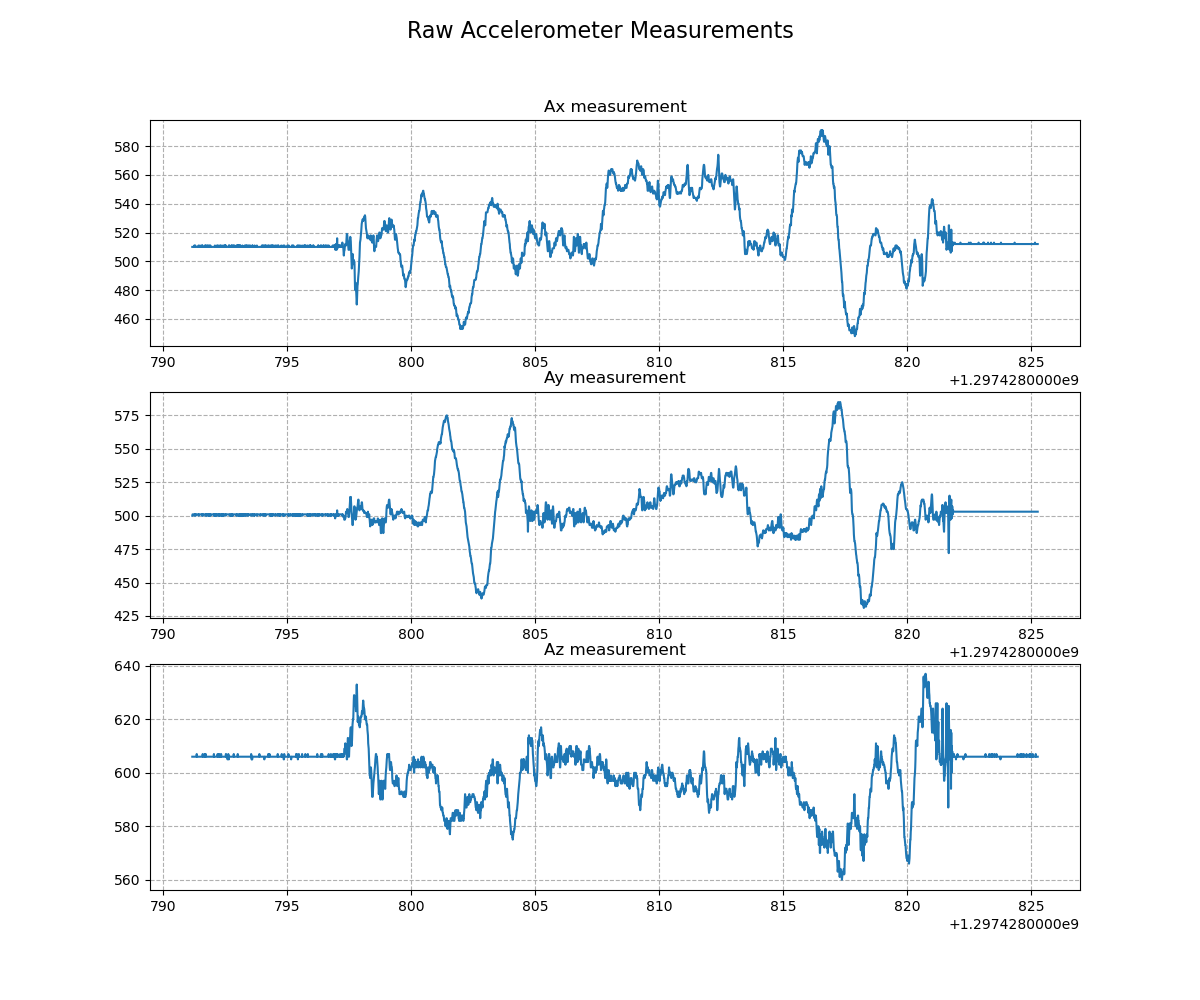 Raw Accelerometer Measurements
Ax measurement
580
560
540
520
500
480
460
790 795 800 805 810 815 820 825
+1.2974280000e9
Ay measurement
575
550
525
500
475
450
425
790 795 800 805 810 815 820 825
+1.2974280000e9
Az measurement
640
620
600
580
560
790 795 800 805 810 815 820 825
+1.2974280000e9